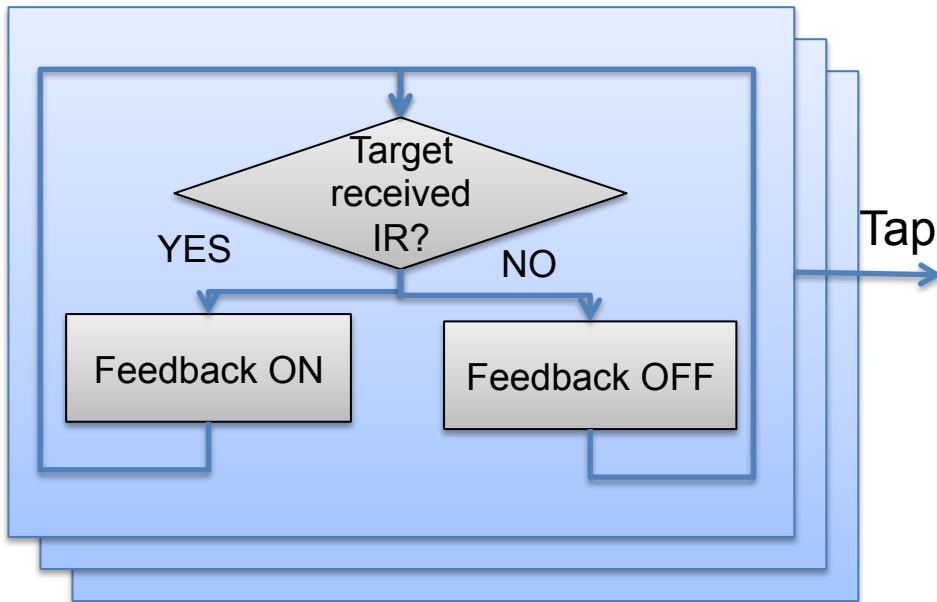 Target
received
IR?
YES
NO
Tap
Feedback ON
Feedback OFF